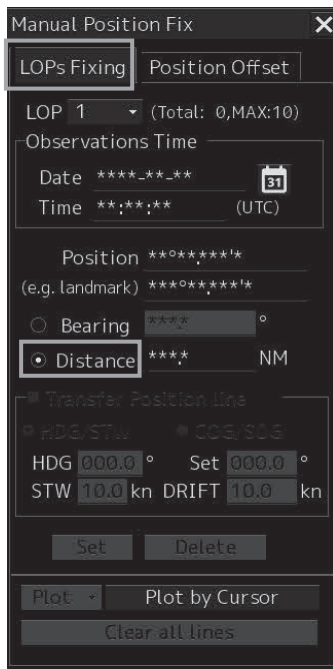 Manual Position Fix ×
LOPs Fixing Position Offset
LOP 1 (Total: 0,MAX:10)
Observations Time
Date ****-**-** 31
Time **:**:** (UTC)
Position **°**.***'*
(e.g. landmark) ***°**.***'*
Bearing ***.* °
Distance ***.* NM
Transfer Position line
HDG/STW COG/SOG
HDG 000.0 ° Set 000.0 °
STW 10.0 kn DRIFT 10.0 kn
Set Delete
Plot Plot by Cursor
Clear all lines